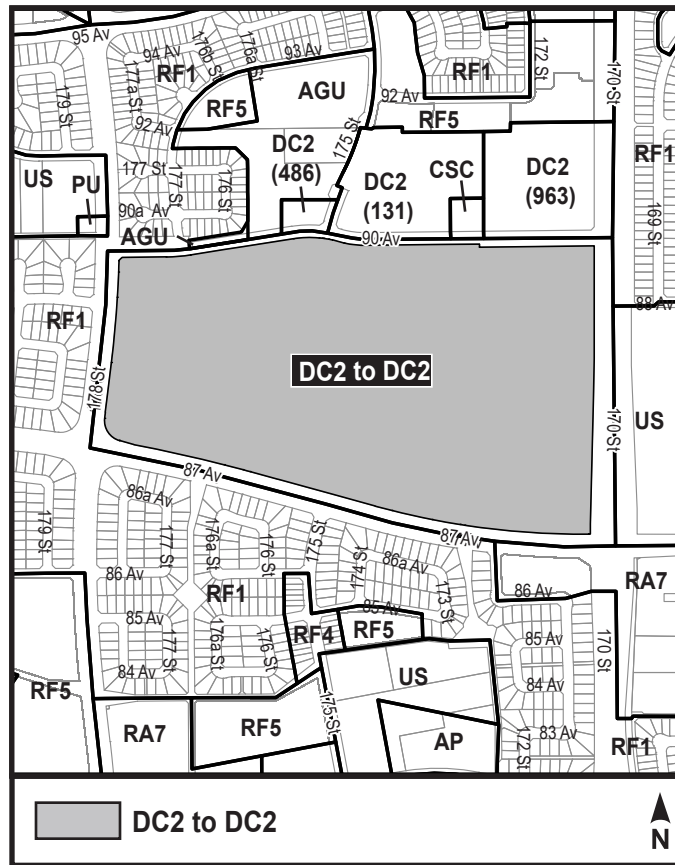 95 Av
94 Av
176b St
176a St
93 Av
179 St
177a St
RF1
RF5
AGU
RF1
172 St
170 St
92 Av
92 Av
RF5
175 St
RF1
US
PU
177 St
177 St
176 St
DC2
(486)
DC2
(131)
CSC
DC2
(963)
169 St
90a Av
AGU
90 Av
88 Av
RF1
178 St
DC2 to DC2
170 St
US
87 Av
87 Av
179 St
86a Av
177 St
176a St
176 St
175 St
174 St
86a Av
173 St
86 Av
RF1
86 Av
RA7
85 Av
85 Av
RF4
RF5
85 Av
170 St
177 St
176a St
176 St
84 Av
US
84 Av
RF5
RA7
RF5
175 St
AP
172 St
83 Av
RF1
DC2 to DC2
N